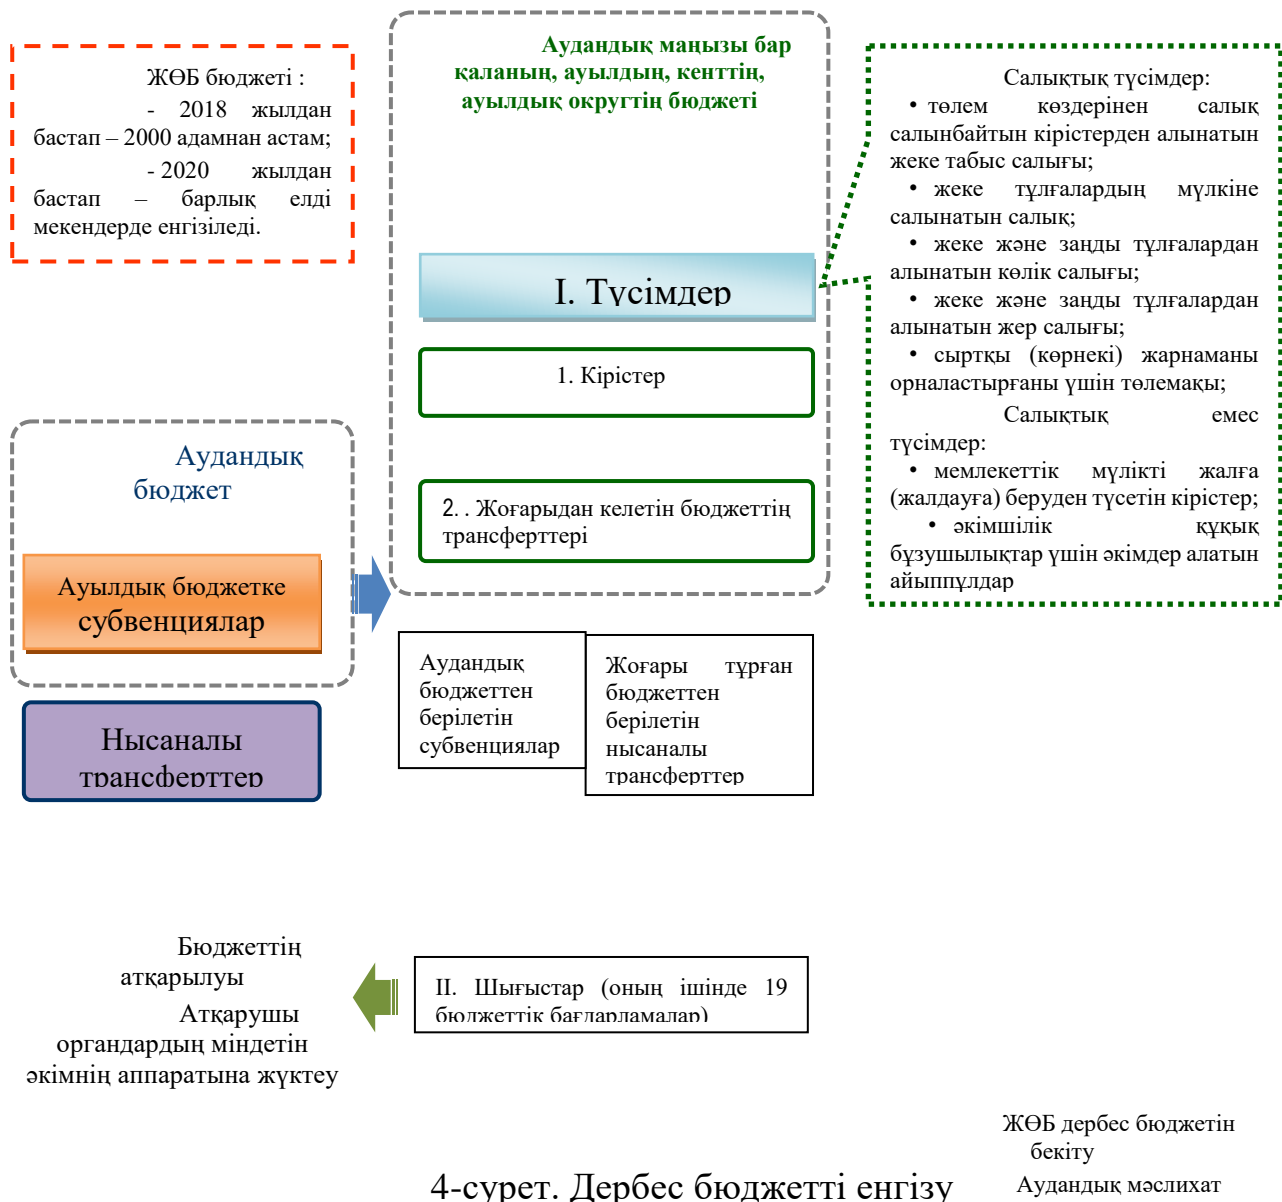 ЖӨБ бюджеті :
- 2018 жылдан
бастап – 2000 адамнан астам;
- 2020 жылдан
бастап – барлық елді
мекендерде енгізіледі.
Аудандық маңызы бар
қаланың, ауылдың, кенттің,
ауылдық округтің бюджеті
I. Түсімдер
1. Кірістер
2. . Жоғарыдан келетін бюджеттің
трансферттері
Салықтық түсімдер:
• төлем көздерінен салық
салынбайтын кірістерден алынатын
жеке табыс салығы;
• жеке тұлғалардың мүлкіне
салынатын салық;
• жеке және заңды тұлғалардан
алынатын көлік салығы;
• жеке және заңды тұлғалардан
алынатын жер салығы;
• сыртқы (көрнекі) жарнаманы
орналастырғаны үшін төлемақы;
Салықтық емес
түсімдер:
• мемлекеттік мүлікті жалға
(жалдауға) беруден түсетін кірістер;
• әкімшілік құқық
бұзушылықтар үшін әкімдер алатын
айыппұлдар
Аудандық
бюджет
Ауылдық бюджетке
субвенциялар
Нысаналы
трансферттер
Аудандық
бюджеттен
берілетін
субвенциялар
Жоғары тұрған
бюджеттен
берілетін
нысаналы
трансферттер
Бюджеттің
атқарылуы
Атқарушы
органдардың міндетін
әкімнің аппаратына жүктеу
II. Шығыстар (оның ішінде 19
бюджеттік бағдарламалар)
ЖӨБ дербес бюджетін
бекіту
Аудандық мәслихат
4-сурет. Дербес бюджетті енгізу